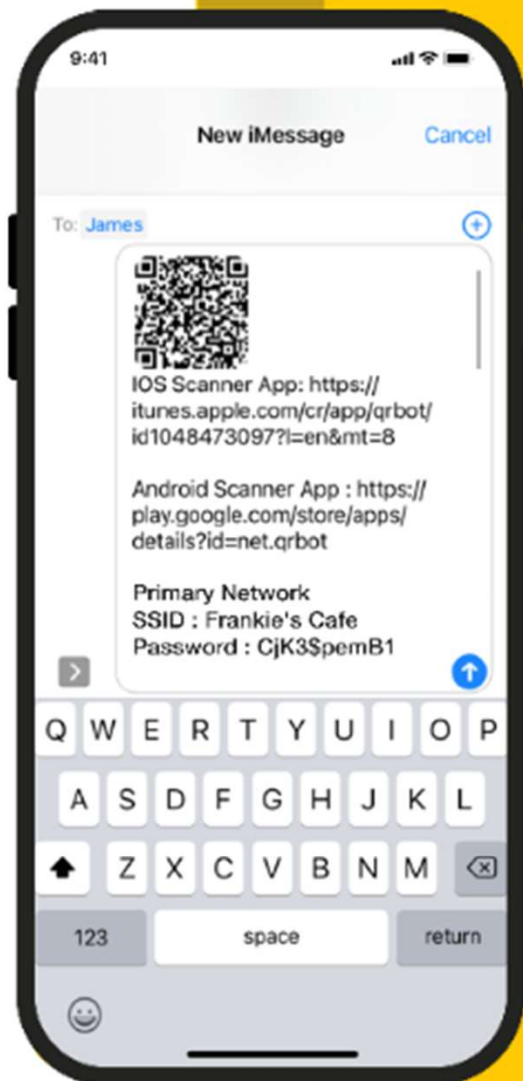 9:41
New iMessage
Cancel
To: James
IOS Scanner App: https://
itunes.apple.com/cr/app/qrbot/
id1048473097?l=en&mt=8
Android Scanner App : https://
play.google.com/store/apps/
details?id=net.qrbot
Primary Network
SSID : Frankie's Cafe
Password : CjK3$pemB1
Q W E R T Y U I O P
A S D F G H J K L
Z X C V B N M
123 space return